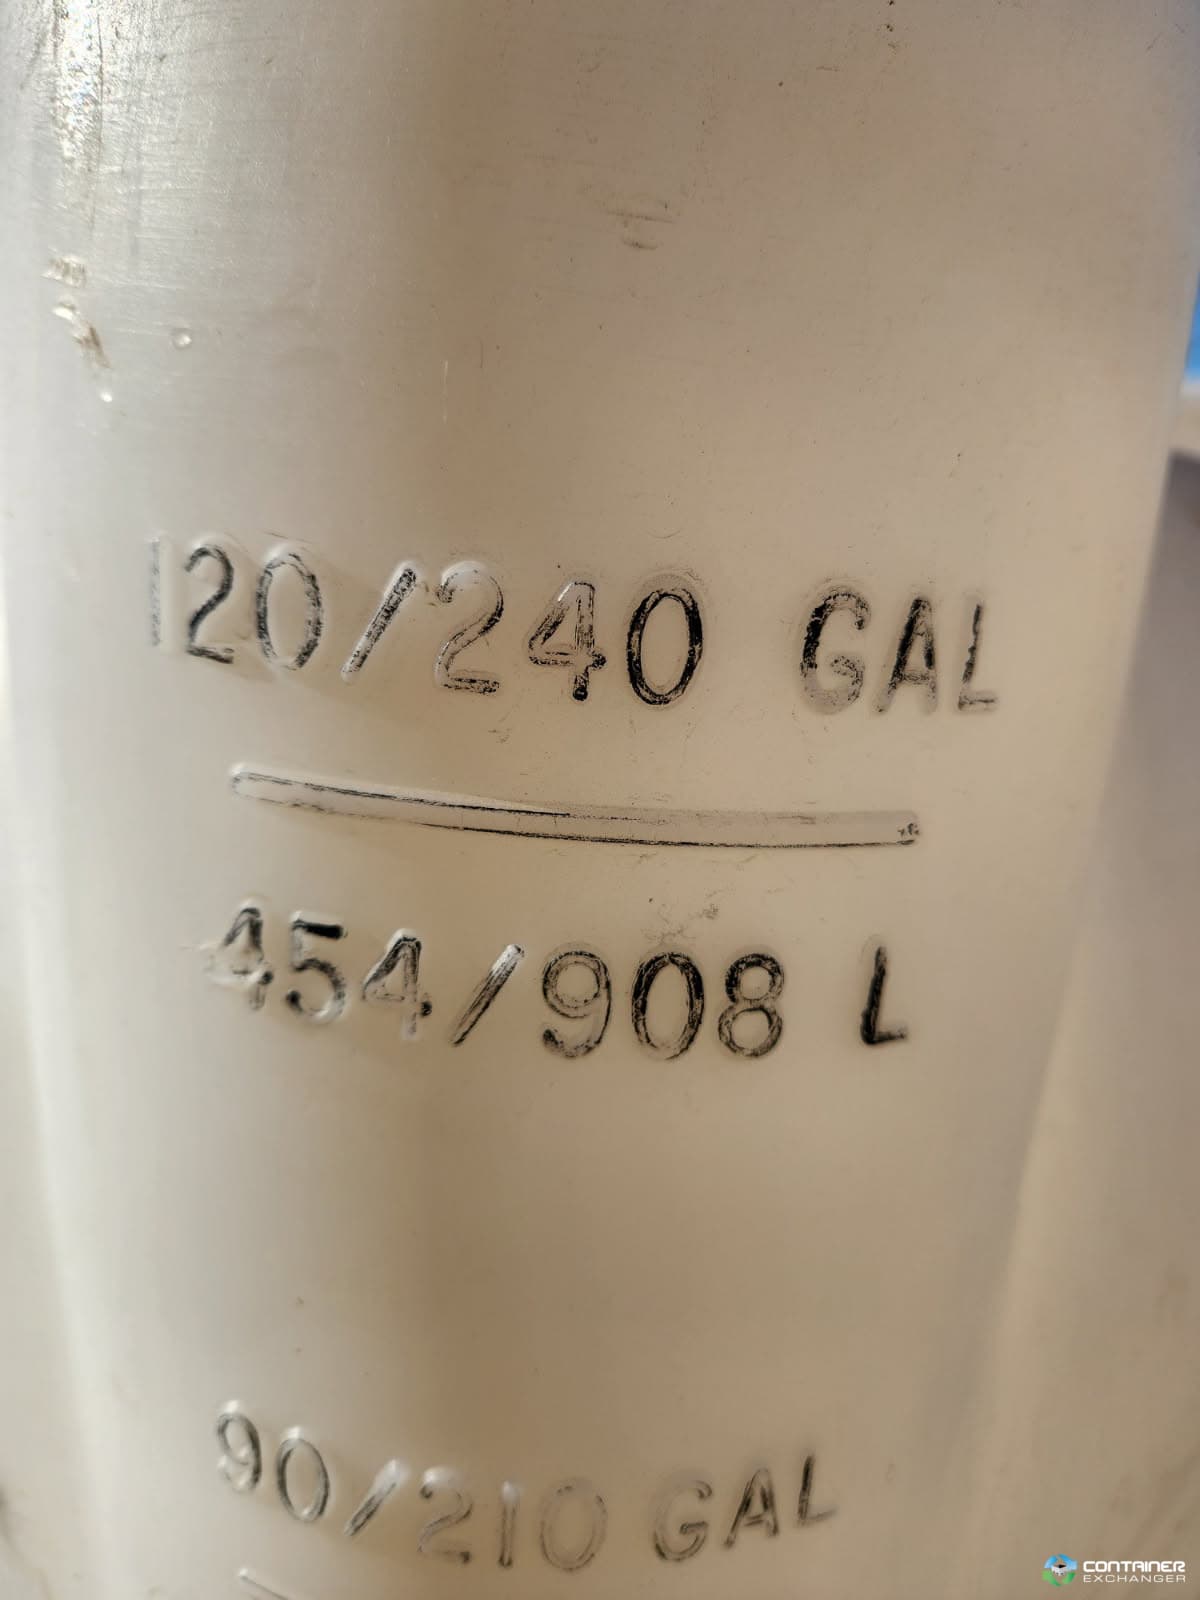 120/240 GAL
454/908 L
90/210 GAL
CONTAINER
EXCHANGER